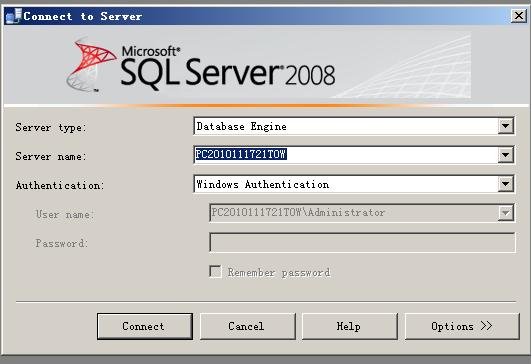 Connect to Server
Microsoft®
SQL Server® 2008
Server type: Database Engine
Server name: PC2010111721TOW
Authentication: Windows Authentication
User name: PC2010111721TOW\Administrator
Password:
Remember password
Connect Cancel Help Options >>